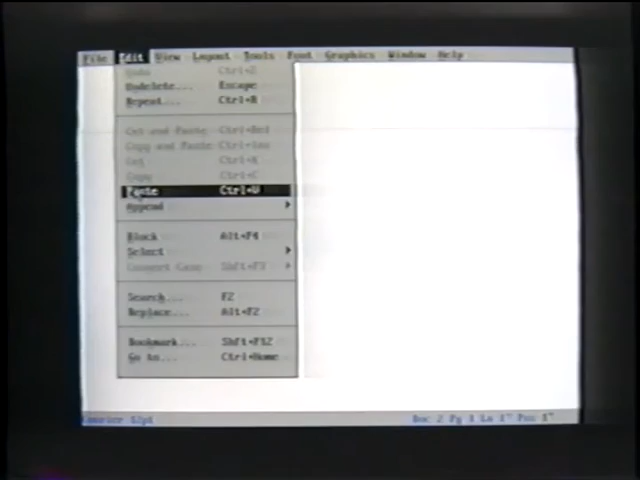 File Edit View Layout Tools Font Graphics Window Help
Undo Ctrl+Z
Undelete... Escape
Repeat... Ctrl+R
Cut and Paste Ctrl+Del
Copy and Paste Ctrl+Ins
Cut Ctrl+X
Copy Ctrl+C
Paste Ctrl+V
Append
Block Alt+F4
Select
Convert Case Shft+F3
Search... F2
Replace... Alt+F2
Bookmark... Shft+F12
Go to... Ctrl+Home
Courier 12pt Doc 2 Pg 1 Ln 1" Pos 1"